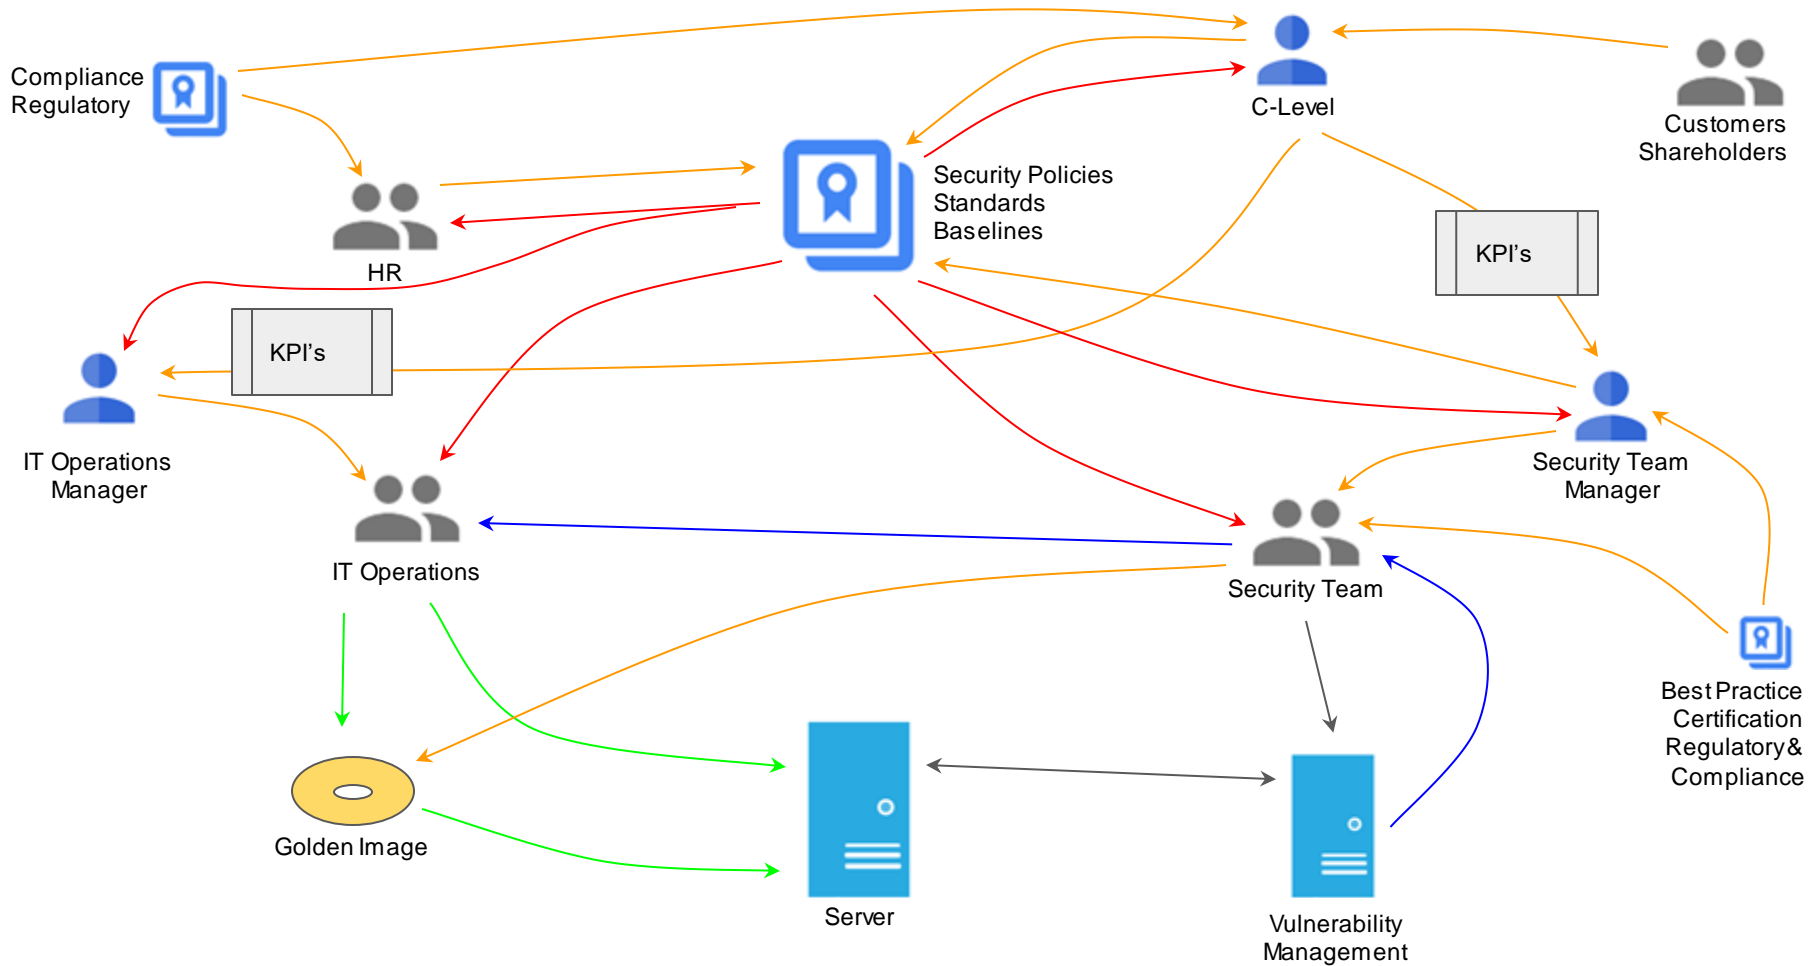 Compliance
Regulatory
C-Level
Customers
Shareholders
Security Policies
Standards
Baselines
HR
KPI's
KPI's
IT Operations
Manager
Security Team
Manager
IT Operations
Security Team
Best Practice
Certification
Regulatory &
Compliance
Golden Image
Server
Vulnerability
Management